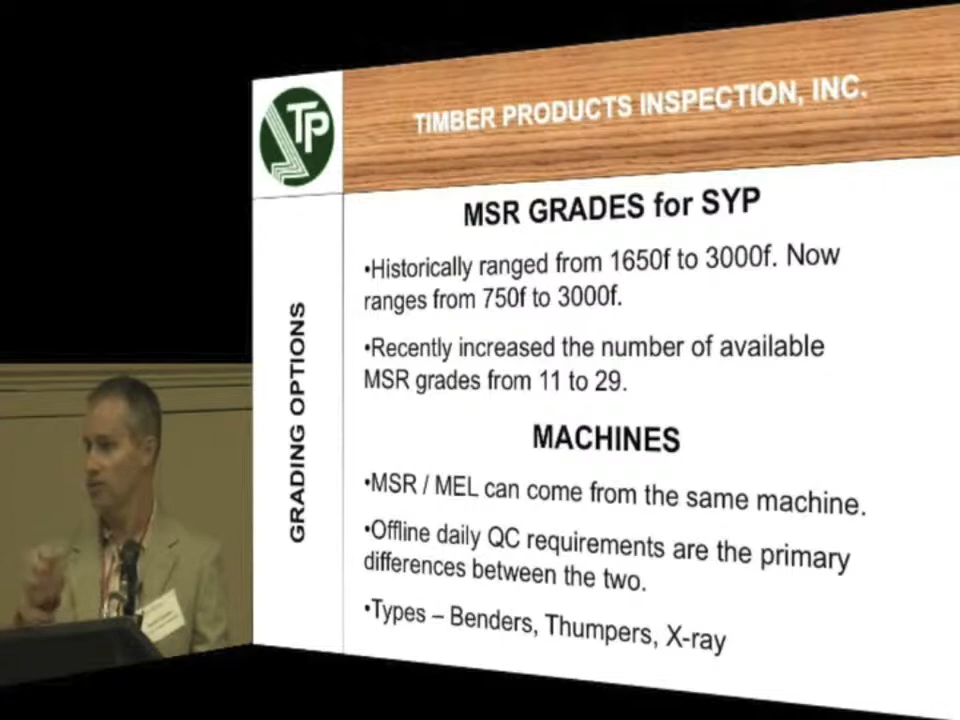 TP
TIMBER PRODUCTS INSPECTION, INC.
GRADING OPTIONS
MSR GRADES for SYP
•Historically ranged from 1650f to 3000f. Now
ranges from 750f to 3000f.
•Recently increased the number of available
MSR grades from 11 to 29.
MACHINES
•MSR / MEL can come from the same machine.
•Offline daily QC requirements are the primary
differences between the two.
•Types – Benders, Thumpers, X-ray